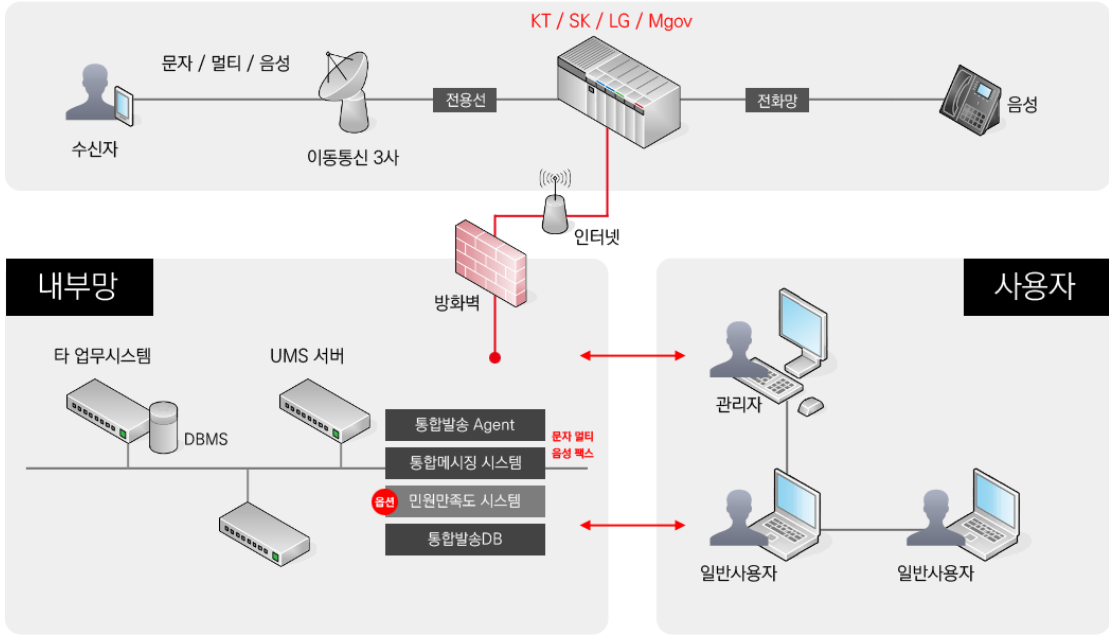 KT / SK / LG / Mgov
문자 / 멀티 / 음성
전용선
전화망
음성
수신자
이동통신 3사
인터넷
방화벽
내부망
타 업무시스템
DBMS
UMS 서버
통합발송 Agent
통합메시징 시스템
문자 멀티
음성 팩스
옵션
민원만족도 시스템
통합발송DB
사용자
관리자
일반사용자
일반사용자